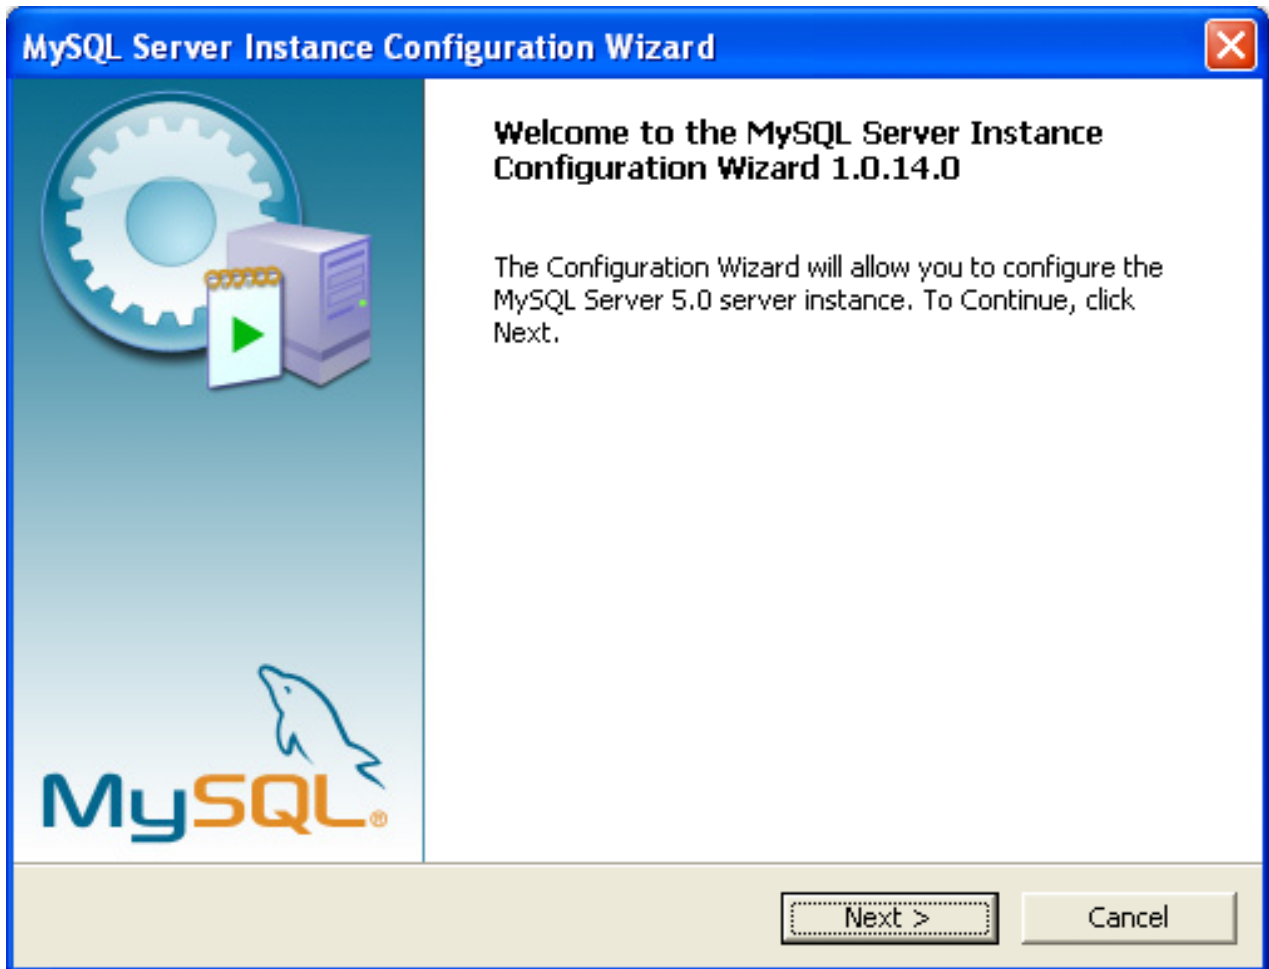 MySQL Server Instance Configuration Wizard
Welcome to the MySQL Server Instance
Configuration Wizard 1.0.14.0
The Configuration Wizard will allow you to configure the
MySQL Server 5.0 server instance. To Continue, click
Next.
MySQL®
Next >
Cancel